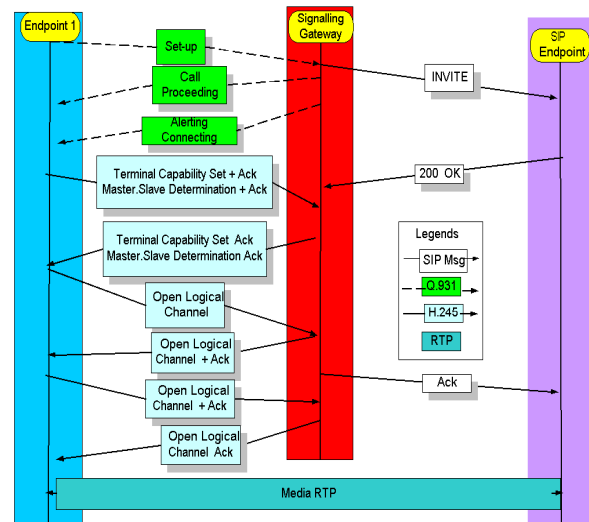 Endpoint 1
Signalling
Gateway
SIP
Endpoint
Set-up
INVITE
Call
Proceeding
Alerting
Connecting
200 OK
Terminal Capability Set + Ack
Master.Slave Determination + Ack
Terminal Capability Set Ack
Master.Slave Determination Ack
Legends
SIP Msg
Q.931
H.245
RTP
Open Logical
Channel
Open Logical
Channel + Ack
Open Logical
Channel + Ack
Ack
Open Logical
Channel Ack
Media RTP